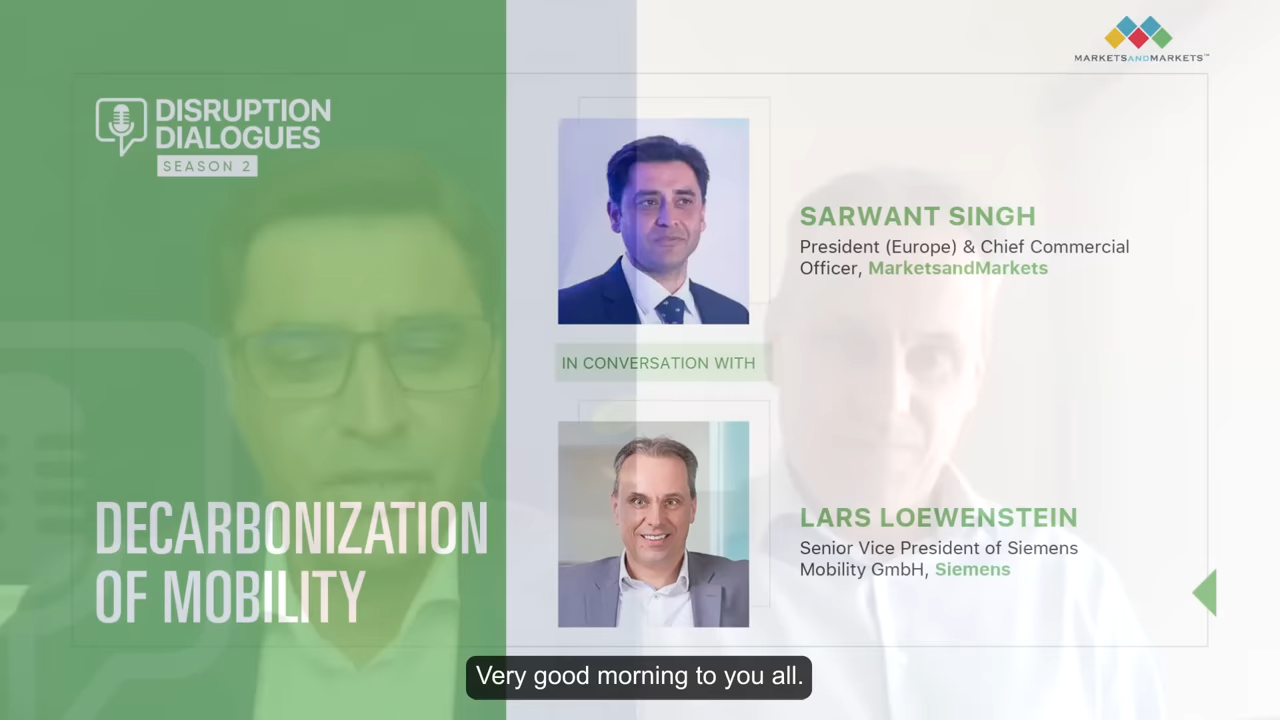 MARKETSANDMARKETS™
DISRUPTION
DIALOGUES
SEASON 2
SARWANT SINGH
President (Europe) & Chief Commercial
Officer, MarketsandMarkets
IN CONVERSATION WITH
LARS LOEWENSTEIN
Senior Vice President of Siemens
Mobility GmbH, Siemens
DECARBONIZATION
OF MOBILITY
Very good morning to you all.